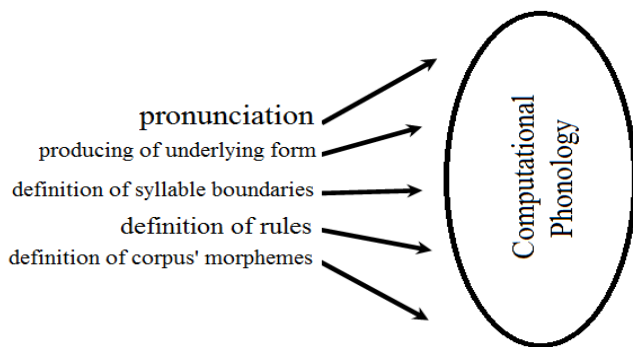 pronunciation
producing of underlying form
definition of syllable boundaries
definition of rules
definition of corpus' morphemes
Computational
Phonology